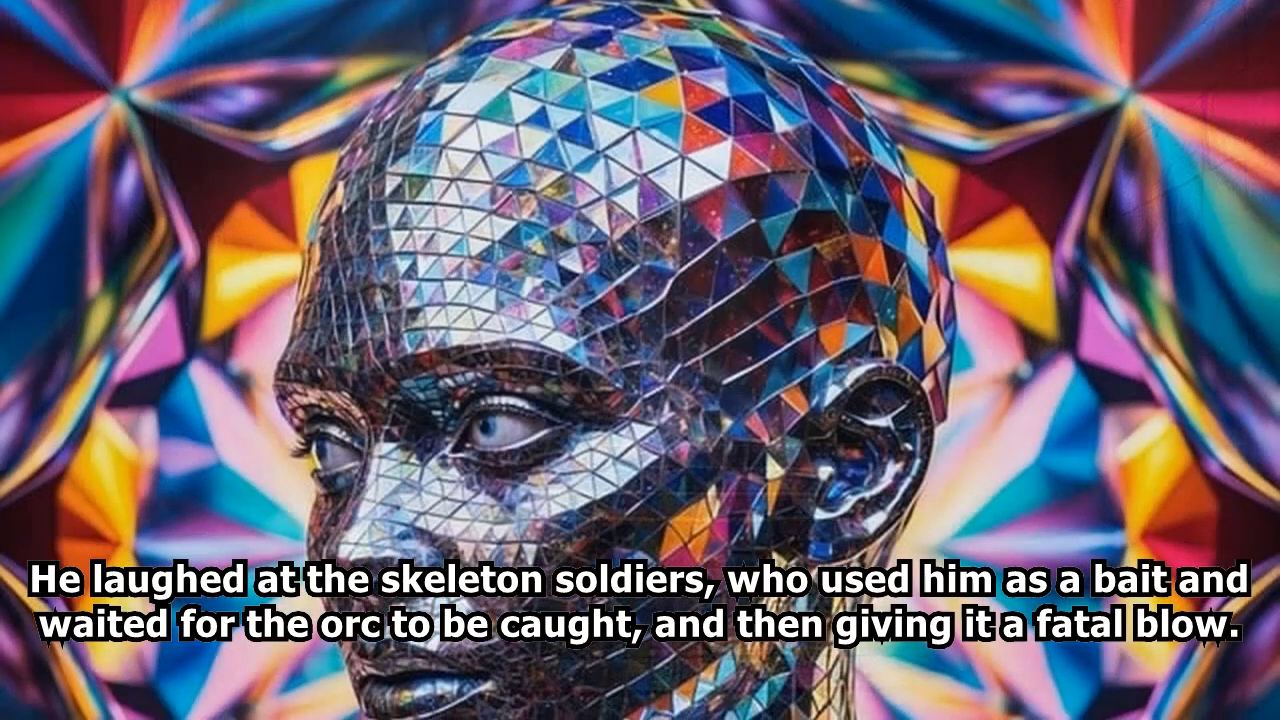 He laughed at the skeleton soldiers, who used him as a bait and
waited for the orc to be caught, and then giving it a fatal blow.